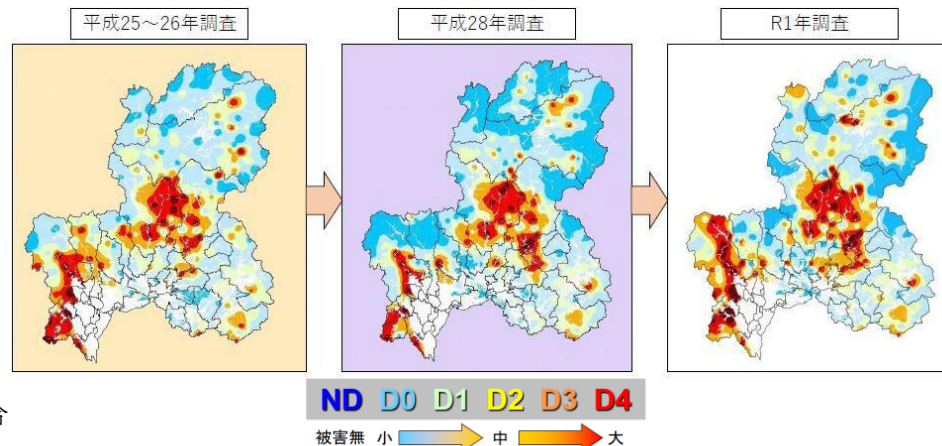 平成25～26年調査
平成28年調査
R1年調査
ND D0 D1 D2 D3 D4
被害無 小 中 大